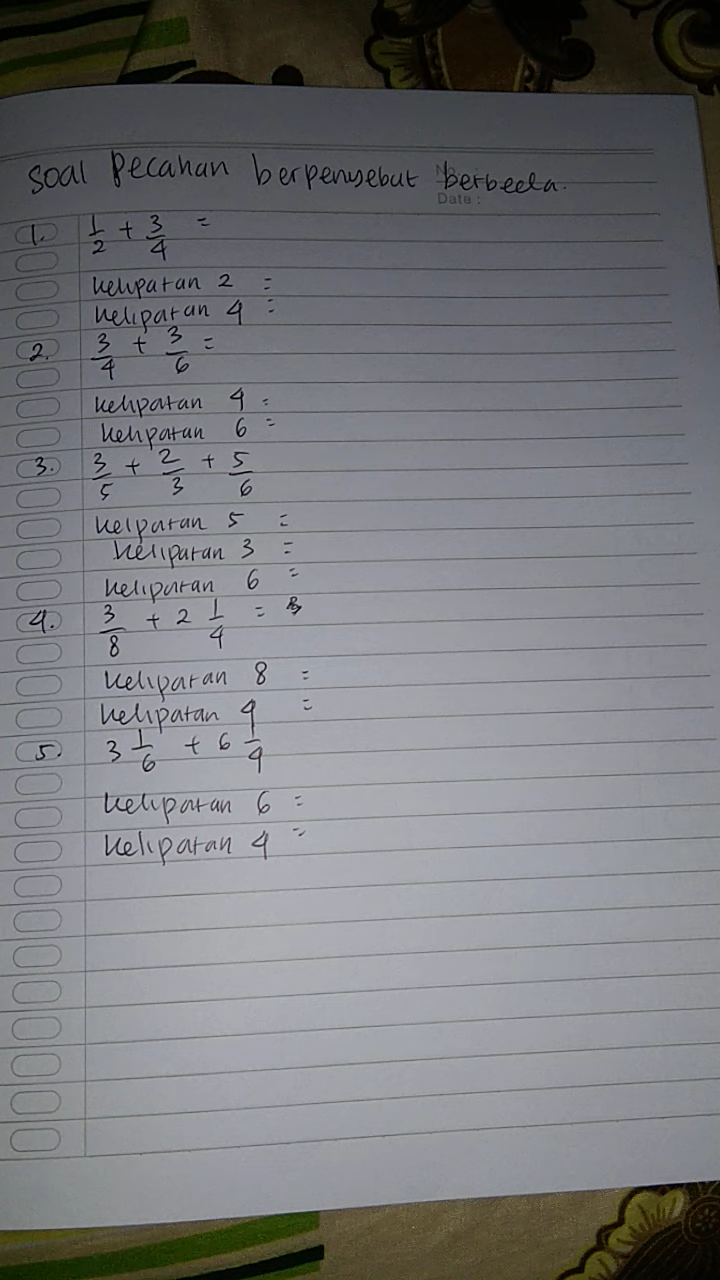 soal Pecahan berpenyebut berbeda.
Date :
1. 1/2 + 3/4 =
kelipatan 2 =
kelipatan 4 =
2. 3/4 + 3/6 =
kelipatan 4 =
kelipatan 6 =
3. 3/5 + 2/3 + 5/6
kelpatan 5 =
kelipatan 3 =
kelipatan 6 =
4. 3/8 + 2 1/4 =
kelipatan 8 =
kelipatan 4 =
5. 3 1/6 + 6 1/4
kelipatan 6 =
kelipatan 4 =